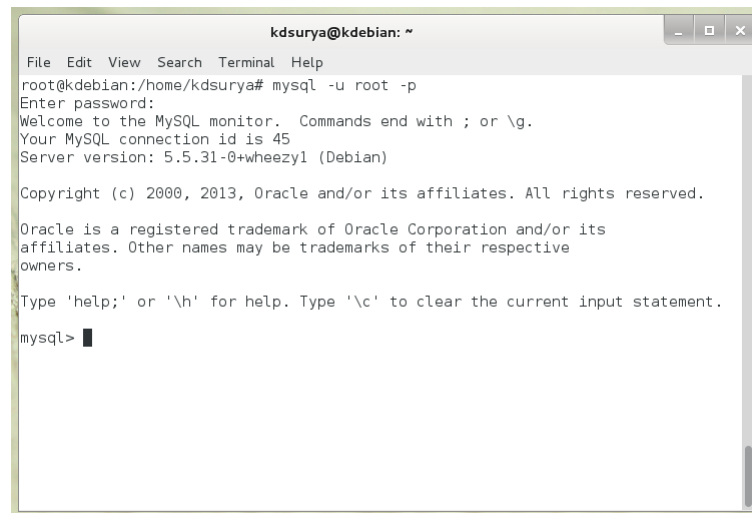 kdsurya@kdebian: ~
File Edit View Search Terminal Help
root@kdebian:/home/kdsurya# mysql -u root -p
Enter password:
Welcome to the MySQL monitor.  Commands end with ; or \g.
Your MySQL connection id is 45
Server version: 5.5.31-0+wheezy1 (Debian)
Copyright (c) 2000, 2013, Oracle and/or its affiliates. All rights reserved.
Oracle is a registered trademark of Oracle Corporation and/or its
affiliates. Other names may be trademarks of their respective
owners.
Type 'help;' or '\h' for help. Type '\c' to clear the current input statement.
mysql>